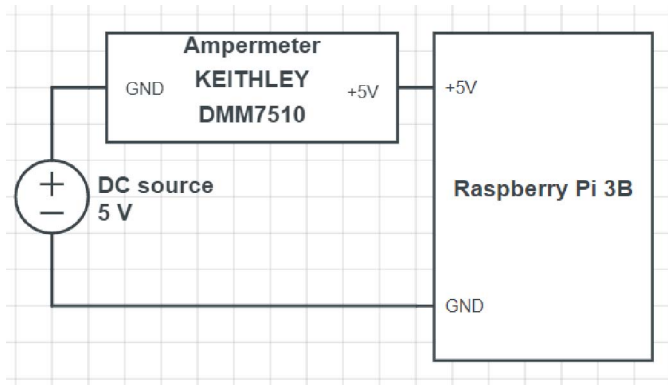 Ampermeter
KEITHLEY
DMM7510
GND
+5V
+5V
Raspberry Pi 3B
GND
+
DC source
5 V
−